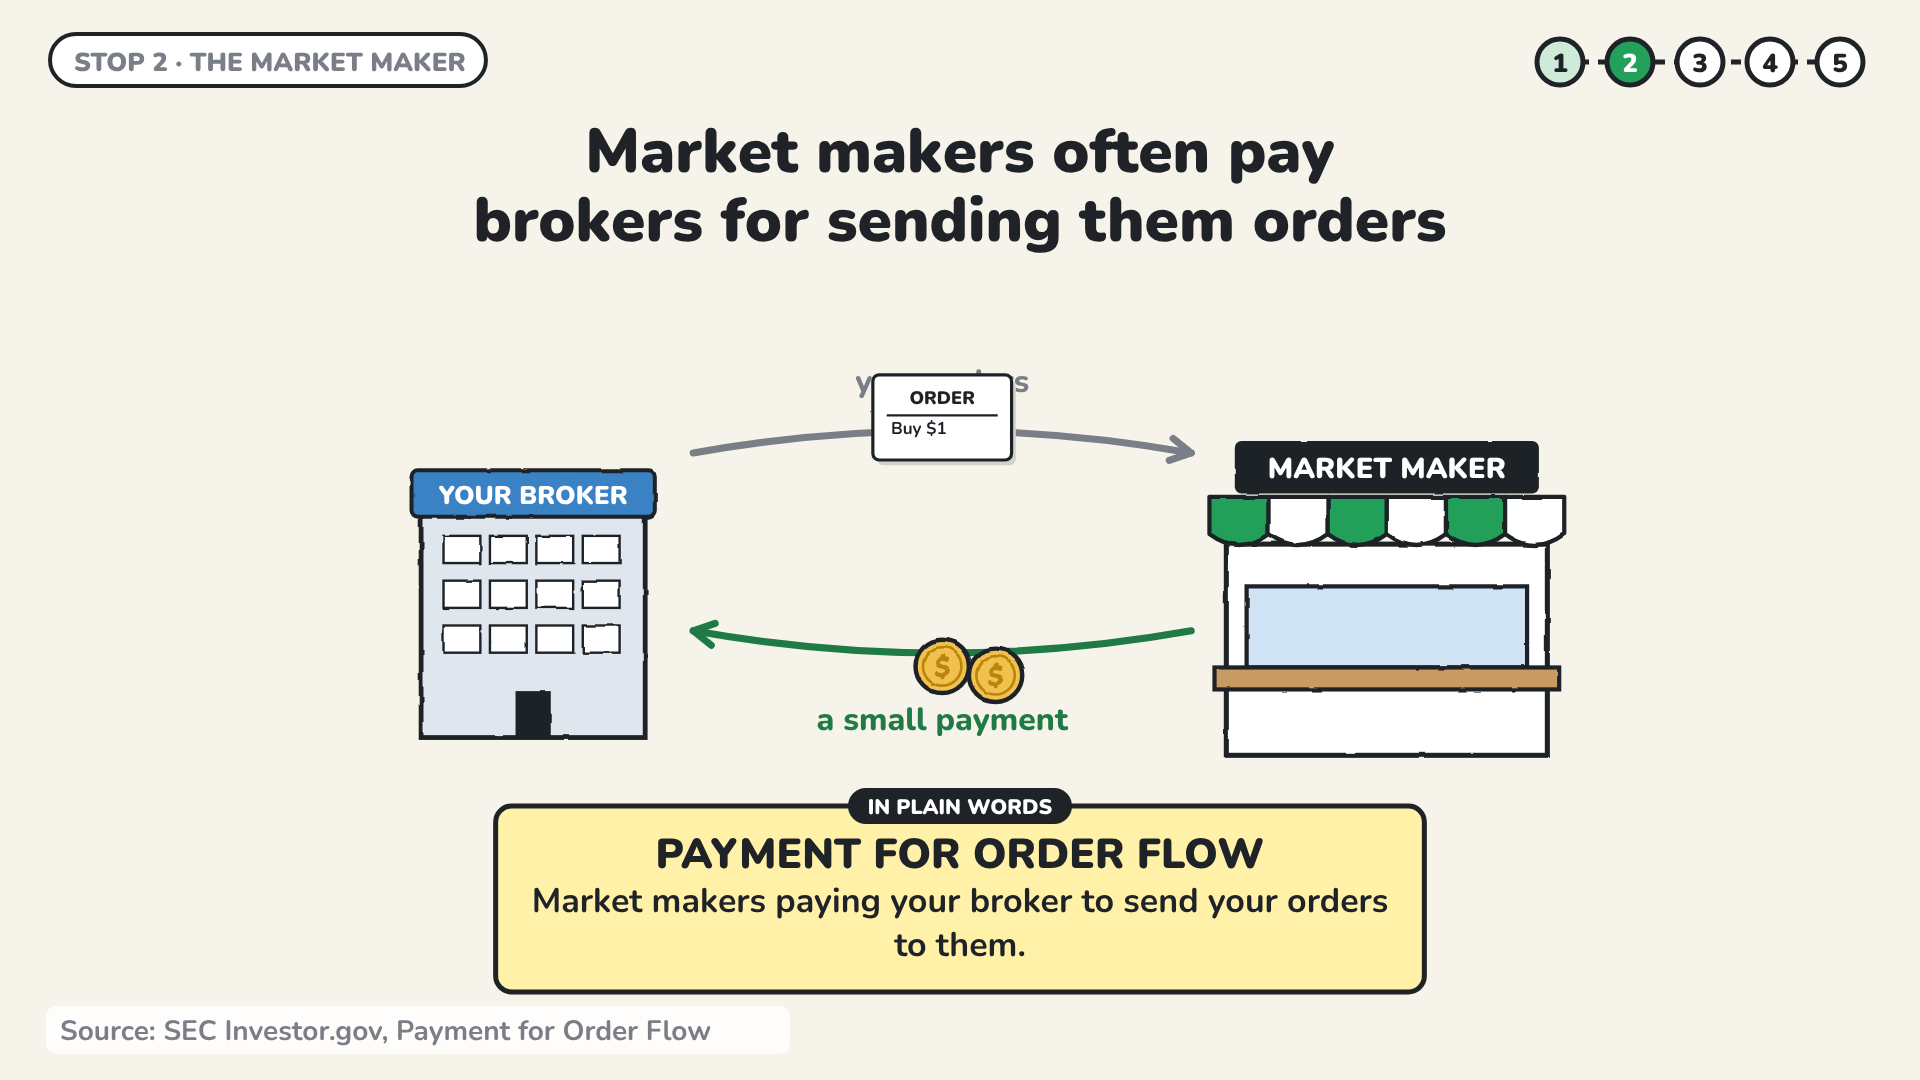 STOP 2 · THE MARKET MAKER
1 2 3 4 5
Market makers often pay
brokers for sending them orders
ORDER
Buy $1
YOUR BROKER
MARKET MAKER
$ $
a small payment
IN PLAIN WORDS
PAYMENT FOR ORDER FLOW
Market makers paying your broker to send your orders
to them.
Source: SEC Investor.gov, Payment for Order Flow